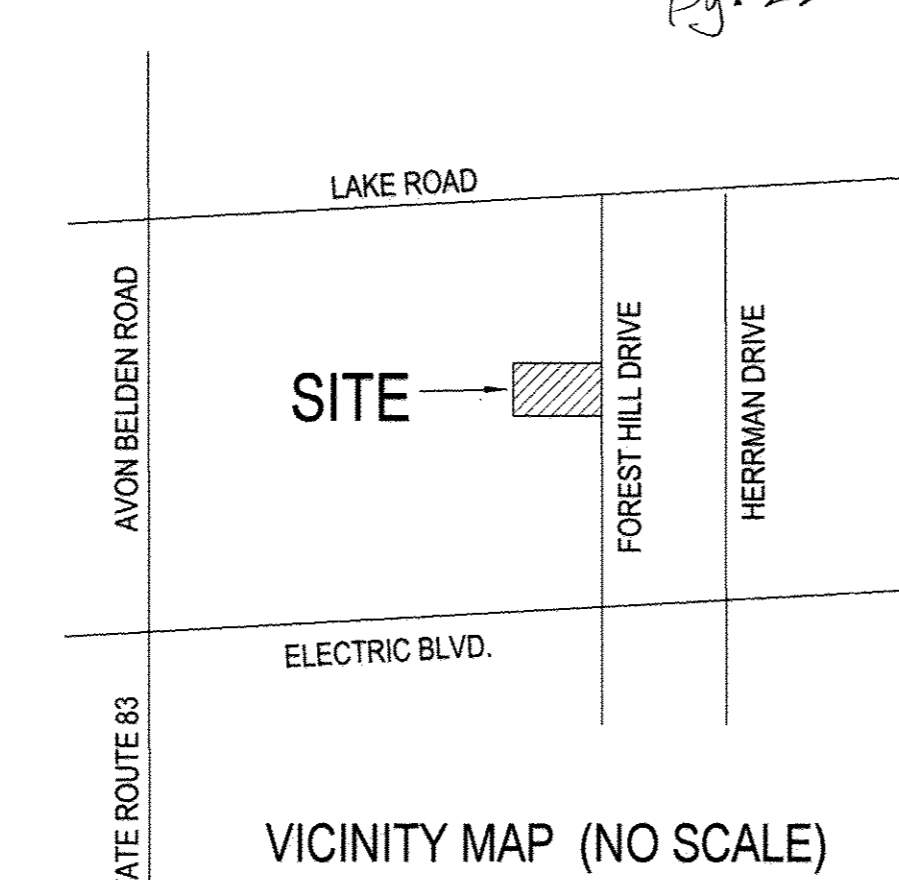 Pg.
LAKE ROAD
AVON BELDEN ROAD
SITE
FOREST HILL DRIVE
HERRMAN DRIVE
ELECTRIC BLVD.
ATE ROUTE 83
VICINITY MAP (NO SCALE)